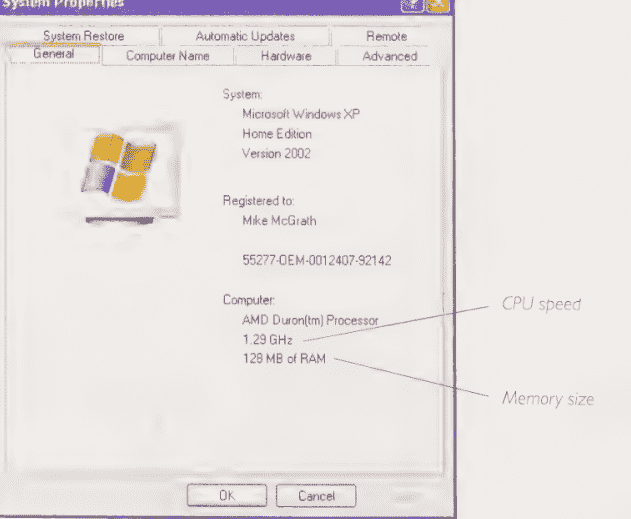 System Properties
System Restore Automatic Updates Remote
General Computer Name Hardware Advanced
System:
Microsoft Windows XP
Home Edition
Version 2002
Registered to:
Mike McGrath
55277-OEM-0012407-92142
Computer:
AMD Duron(tm) Processor
1.29 GHz
128 MB of RAM
CPU speed
Memory size
OK Cancel